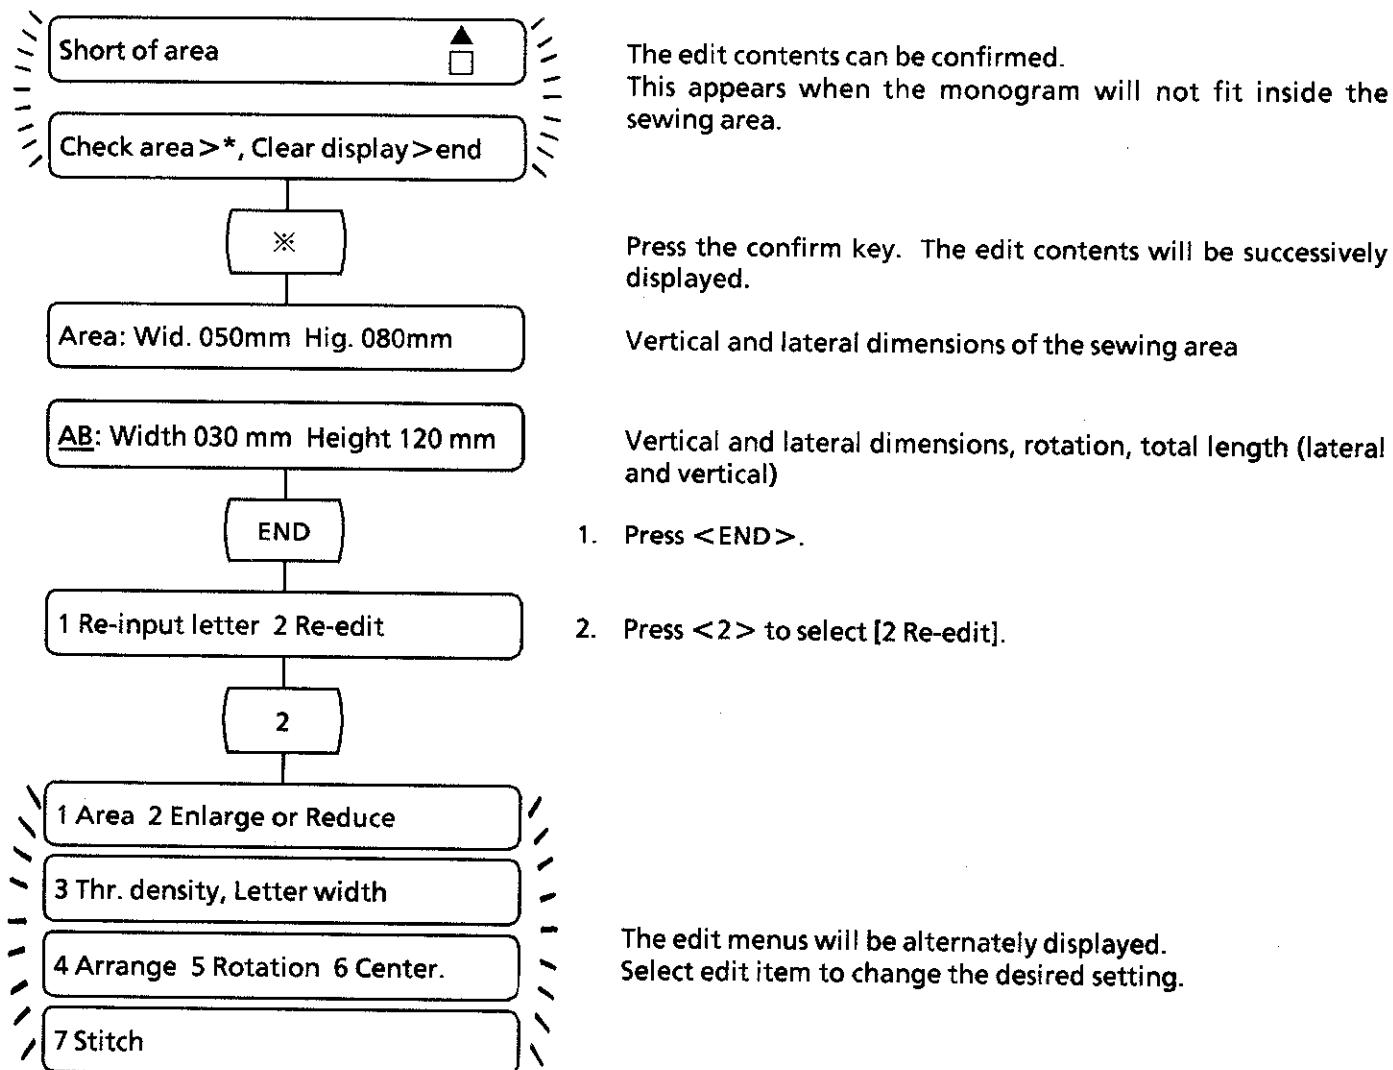 Short of area ▲
□
The edit contents can be confirmed.
This appears when the monogram will not fit inside the
sewing area.
Check area>*, Clear display>end
※
Press the confirm key. The edit contents will be successively
displayed.
Area: Wid. 050mm Hig. 080mm
Vertical and lateral dimensions of the sewing area
AB: Width 030 mm Height 120 mm
Vertical and lateral dimensions, rotation, total length (lateral
and vertical)
END
1. Press <END>.
1 Re-input letter 2 Re-edit
2. Press <2> to select [2 Re-edit].
2
1 Area 2 Enlarge or Reduce
3 Thr. density, Letter width
4 Arrange 5 Rotation 6 Center.
7 Stitch
The edit menus will be alternately displayed.
Select edit item to change the desired setting.